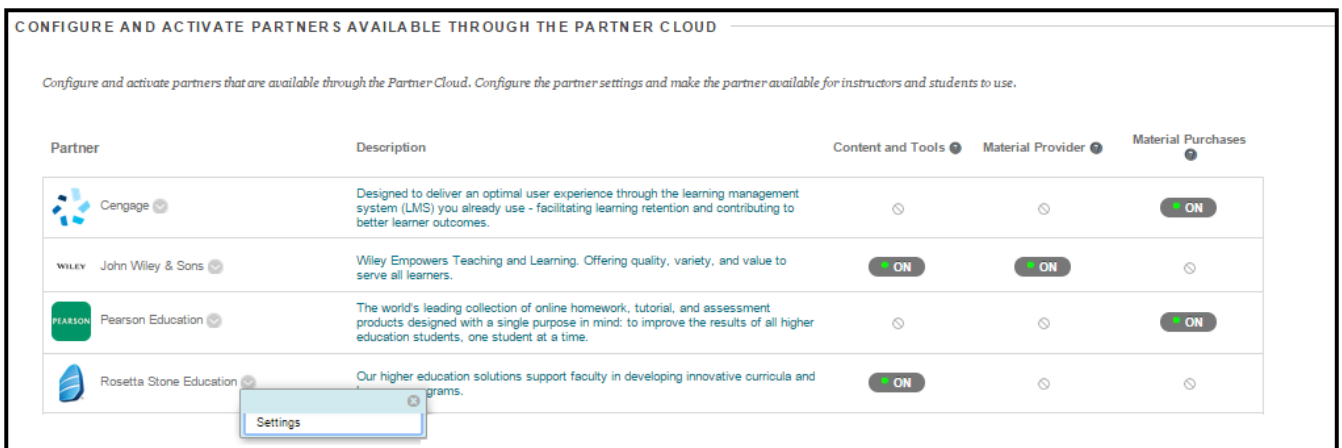 CONFIGURE AND ACTIVATE PARTNERS AVAILABLE THROUGH THE PARTNER CLOUD
Configure and activate partners that are available through the Partner Cloud. Configure the partner settings and make the partner available for instructors and students to use.
Partner Description Content and Tools ? Material Provider ? Material Purchases ?
Cengage
Designed to deliver an optimal user experience through the learning management
system (LMS) you already use - facilitating learning retention and contributing to
better learner outcomes.
ON
WILEY John Wiley & Sons
Wiley Empowers Teaching and Learning. Offering quality, variety, and value to
serve all learners.
ON ON
PEARSON Pearson Education
The world's leading collection of online homework, tutorial, and assessment
products designed with a single purpose in mind: to improve the results of all higher
education students, one student at a time.
ON
Rosetta Stone Education
Our higher education solutions support faculty in developing innovative curricula and
grams.
ON
Settings